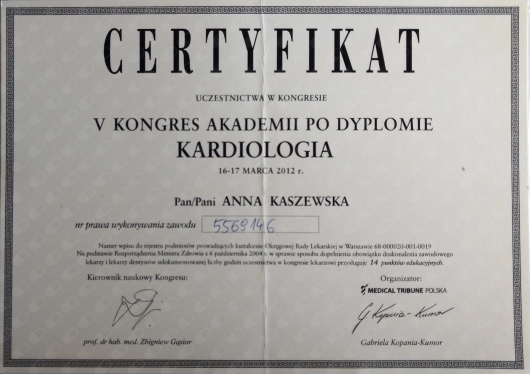 CERTYFIKAT
UCZESTNICTWA W KONGRESIE
V KONGRES AKADEMII PO DYPLOMIE
KARDIOLOGIA
16-17 MARCA 2012 r.
Pan/Pani ANNA KASZEWSKA
nr prawa wykonywania zawodu 5569146
Numer wpisu do rejestru podmiotów prowadzących kształcenie Okręgowej Rady Lekarskiej w Warszawie 68-000020-001-0019
Na podstawie Rozporządzenia Ministra Zdrowia z 6 października 2004 r. w sprawie sposobu dopełnienia obowiązku doskonalenia zawodowego
lekarzy i lekarzy dentystów udokumentowanej liczby godzin uczestnictwa w kongresie lekarzowi przysługuje 14 punktów edukacyjnych.
Kierownik naukowy Kongresu:
Organizator:
MEDICAL TRIBUNE POLSKA
G Kopania-Kumor
prof. dr hab. med. Zbigniew Gąsior
Gabriela Kopania-Kumor